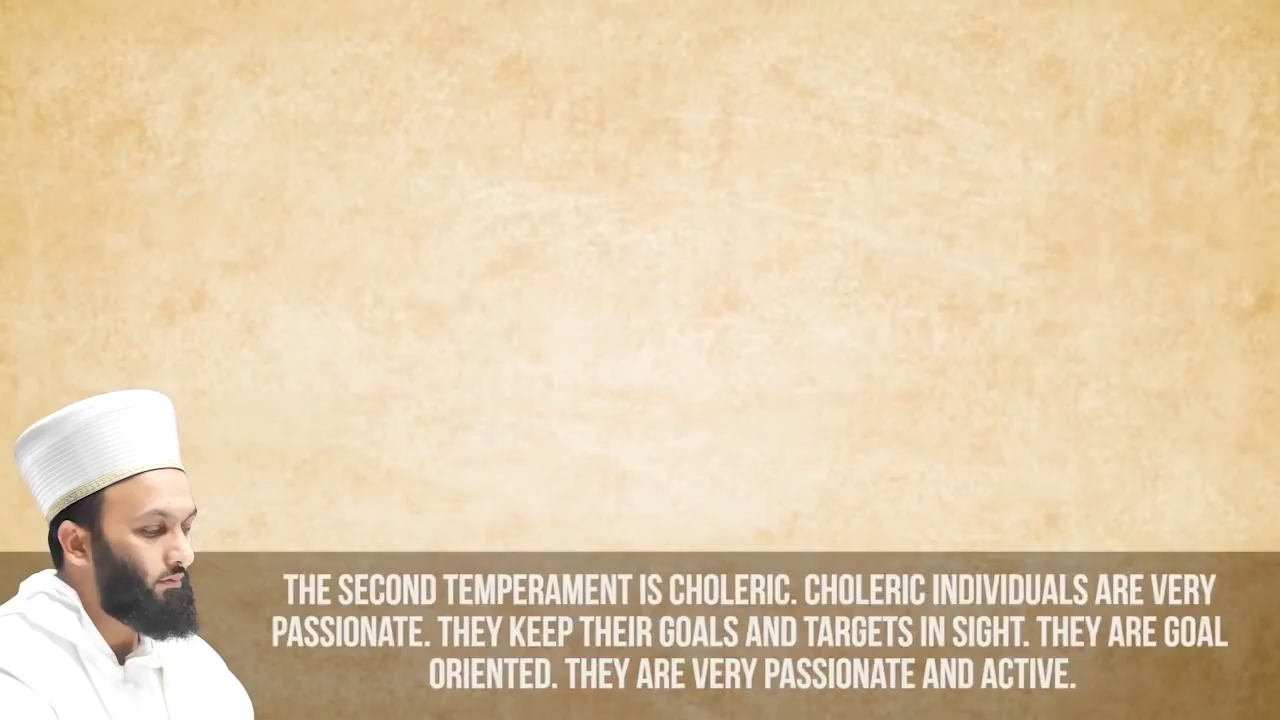 THE SECOND TEMPERAMENT IS CHOLERIC. CHOLERIC INDIVIDUALS ARE VERY
PASSIONATE. THEY KEEP THEIR GOALS AND TARGETS IN SIGHT. THEY ARE GOAL
ORIENTED. THEY ARE VERY PASSIONATE AND ACTIVE.